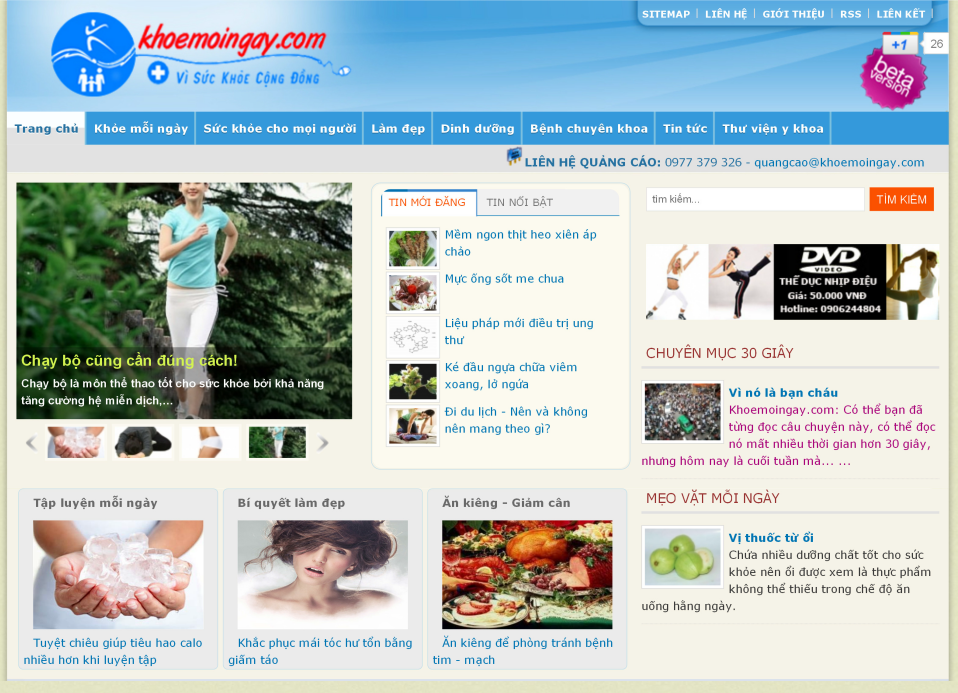 SITEMAP | LIÊN HỆ | GIỚI THIỆU | RSS | LIÊN KẾT |
khoemoingay.com
Vì Sức Khỏe Cộng Đồng
+1 26
beta version
Trang chủ Khỏe mỗi ngày Sức khỏe cho mọi người Làm đẹp Dinh dưỡng Bệnh chuyên khoa Tin tức Thư viện y khoa
LIÊN HỆ QUẢNG CÁO: 0977 379 326 - quangcao@khoemoingay.com
Chạy bộ cũng cần đúng cách!
Chạy bộ là môn thể thao tốt cho sức khỏe bởi khả năng
tăng cường hệ miễn dịch,...
TIN MỚI ĐĂNG TIN NỔI BẬT
Mềm ngon thịt heo xiên áp
chảo
Mực ống sốt me chua
Liệu pháp mới điều trị ung
thư
Ké đầu ngựa chữa viêm
xoang, lở ngứa
Đi du lịch - Nên và không
nên mang theo gì?
tìm kiếm... TÌM KIẾM
DVD
VIDEO
THỂ DỤC NHỊP ĐIỆU
Giá: 50.000 VNĐ
Hotline: 0906244804
CHUYÊN MỤC 30 GIÂY
Vì nó là bạn cháu
Khoemoingay.com: Có thể bạn đã
từng đọc câu chuyện này, có thể đọc
nó mất nhiều thời gian hơn 30 giây,
nhưng hôm nay là cuối tuần mà... ...
MẸO VẶT MỖI NGÀY
Vị thuốc từ ổi
Chứa nhiều dưỡng chất tốt cho sức
khỏe nên ổi được xem là thực phẩm
không thể thiếu trong chế độ ăn
uống hằng ngày.
Tập luyện mỗi ngày
Tuyệt chiêu giúp tiêu hao calo
nhiều hơn khi luyện tập
Bí quyết làm đẹp
Khắc phục mái tóc hư tổn bằng
giấm táo
Ăn kiêng - Giảm cân
Ăn kiêng để phòng tránh bệnh
tim - mạch